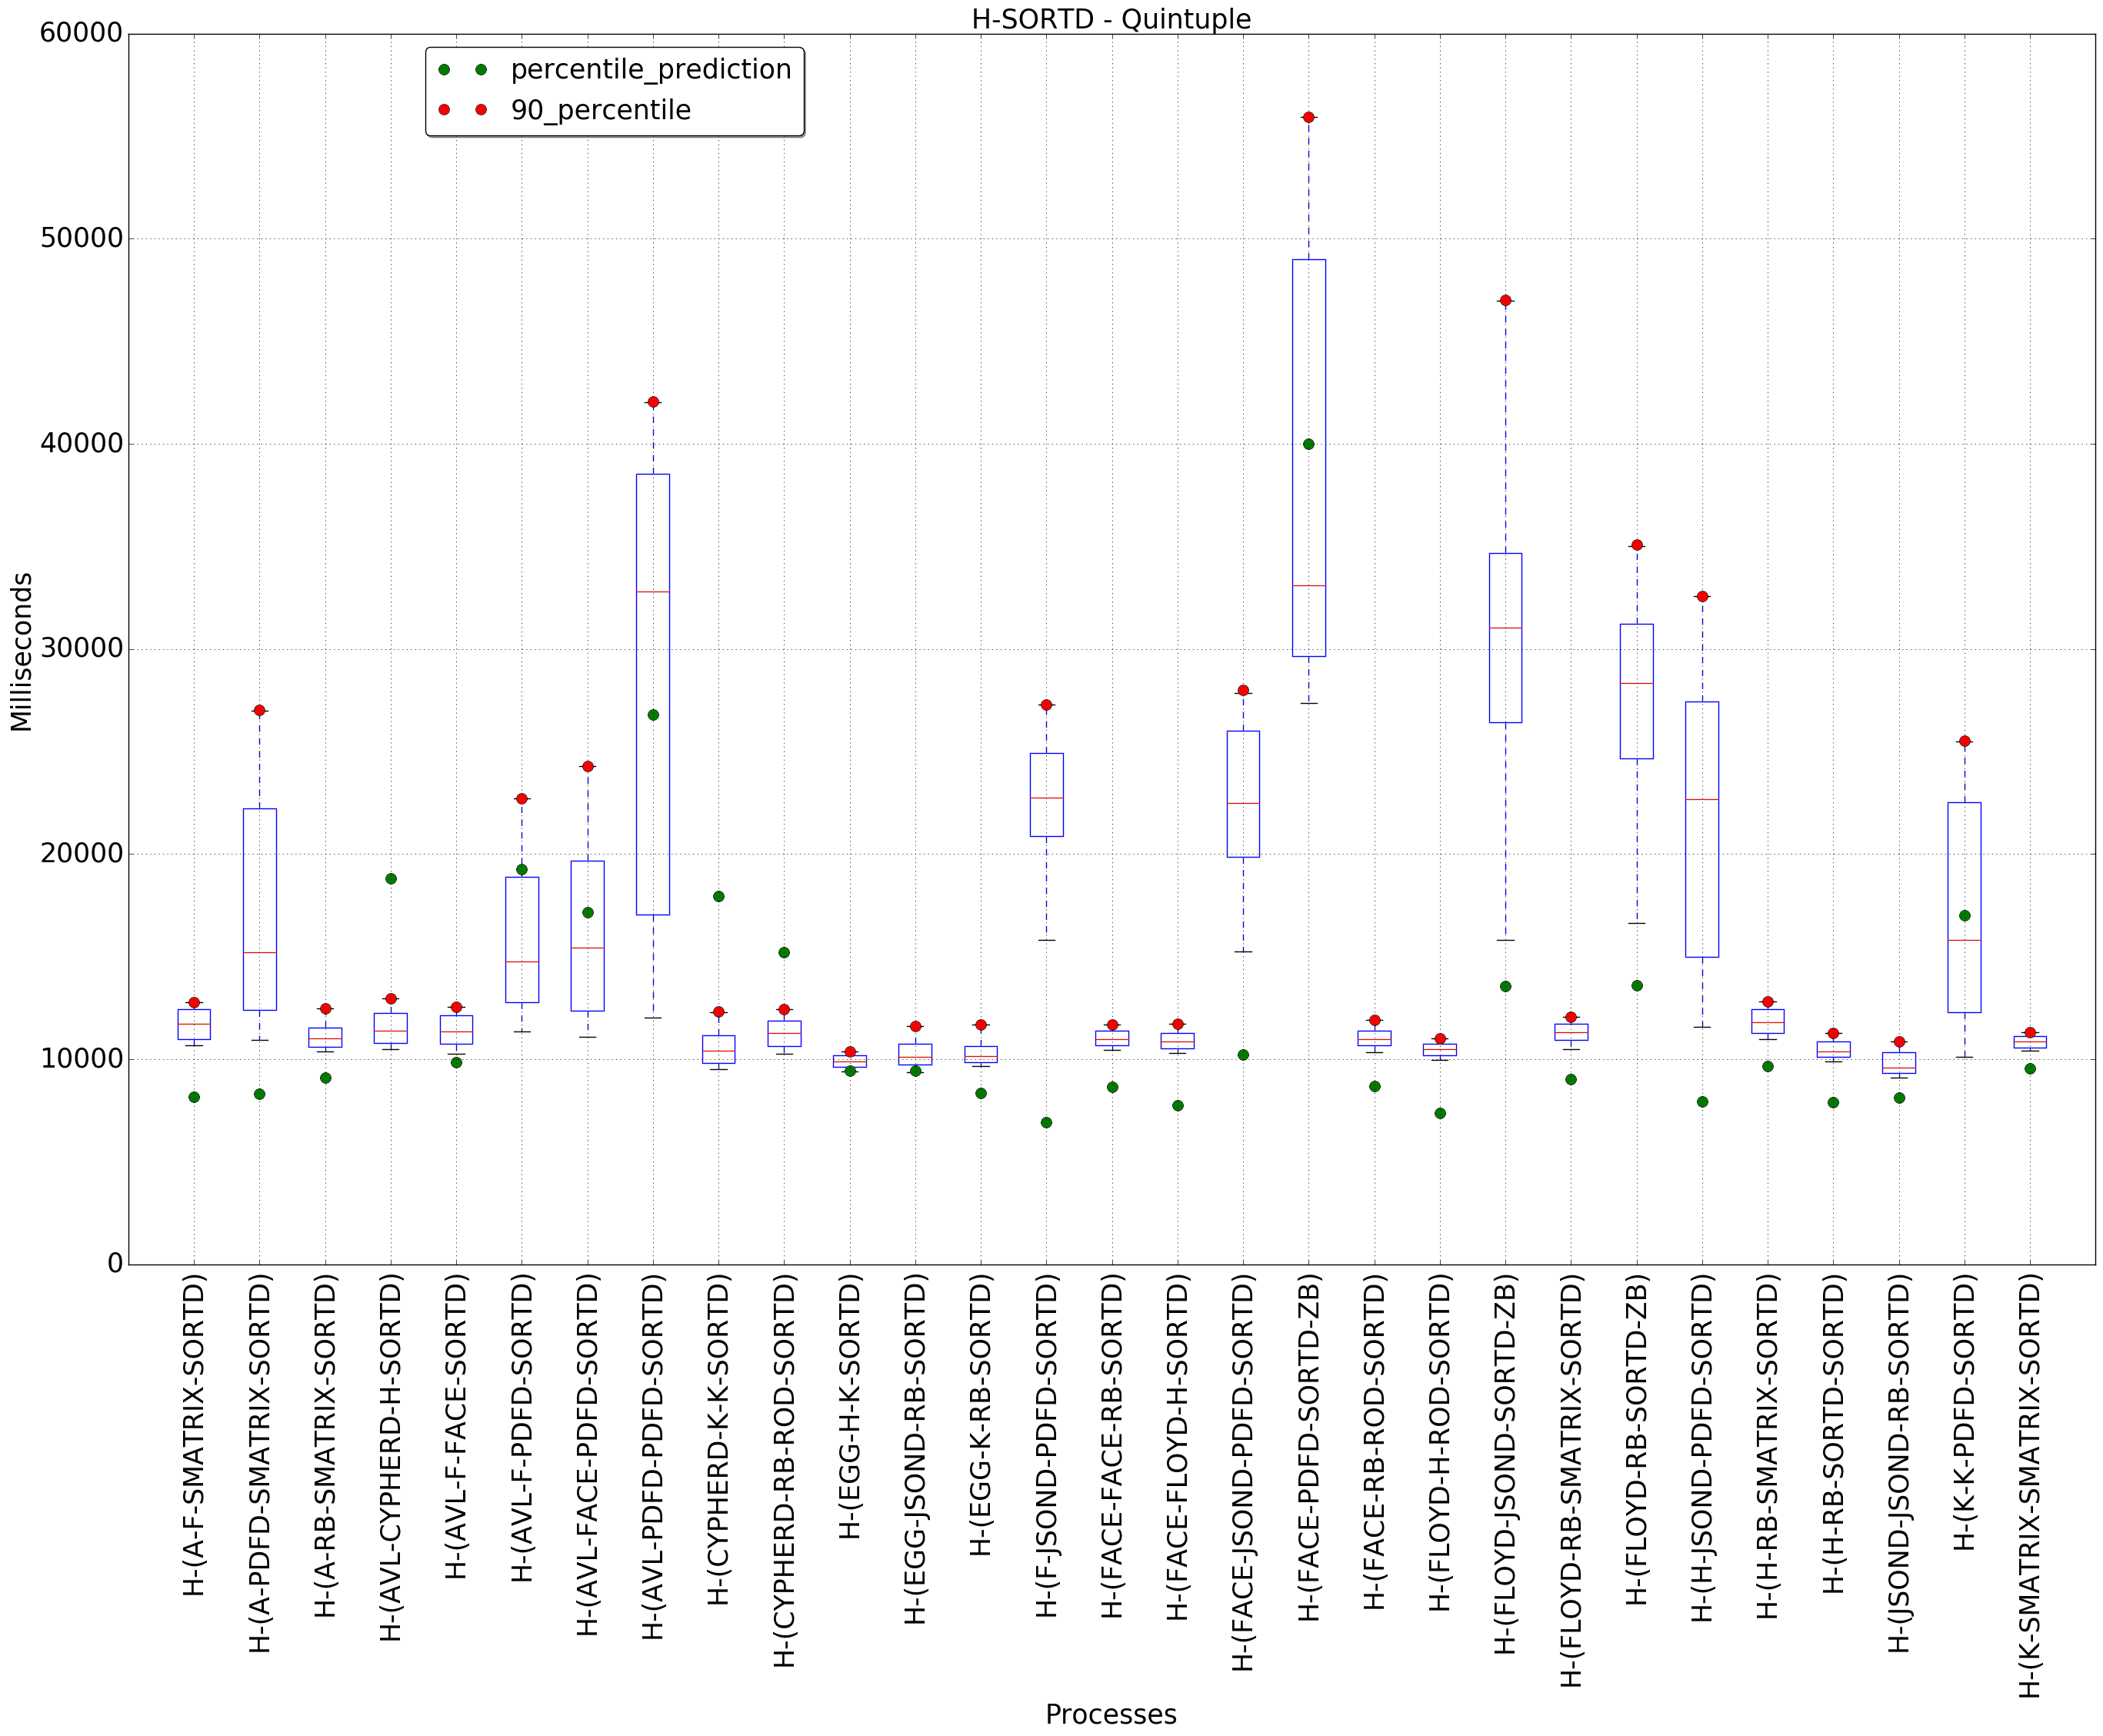 H-SORTD - Quintuple
percentile_prediction
90_percentile
60000
50000
40000
30000
20000
10000
0
Milliseconds
H-(A-F-SMATRIX-SORTD)
H-(A-PDFD-SMATRIX-SORTD)
H-(A-RB-SMATRIX-SORTD)
H-(AVL-CYPHERD-H-SORTD)
H-(AVL-F-FACE-SORTD)
H-(AVL-F-PDFD-SORTD)
H-(AVL-FACE-PDFD-SORTD)
H-(AVL-PDFD-PDFD-SORTD)
H-(CYPHERD-K-K-SORTD)
H-(CYPHERD-RB-ROD-SORTD)
H-(EGG-H-K-SORTD)
H-(EGG-JSOND-RB-SORTD)
H-(EGG-K-RB-SORTD)
H-(F-JSOND-PDFD-SORTD)
H-(FACE-FACE-RB-SORTD)
H-(FACE-FLOYD-H-SORTD)
H-(FACE-JSOND-PDFD-SORTD)
H-(FACE-PDFD-SORTD-ZB)
H-(FACE-RB-ROD-SORTD)
H-(FLOYD-H-ROD-SORTD)
H-(FLOYD-JSOND-SORTD-ZB)
H-(FLOYD-RB-SMATRIX-SORTD)
H-(FLOYD-RB-SORTD-ZB)
H-(H-JSOND-PDFD-SORTD)
H-(H-RB-SMATRIX-SORTD)
H-(H-RB-SORTD-SORTD)
H-(JSOND-JSOND-RB-SORTD)
H-(K-K-PDFD-SORTD)
H-(K-SMATRIX-SMATRIX-SORTD)
Processes